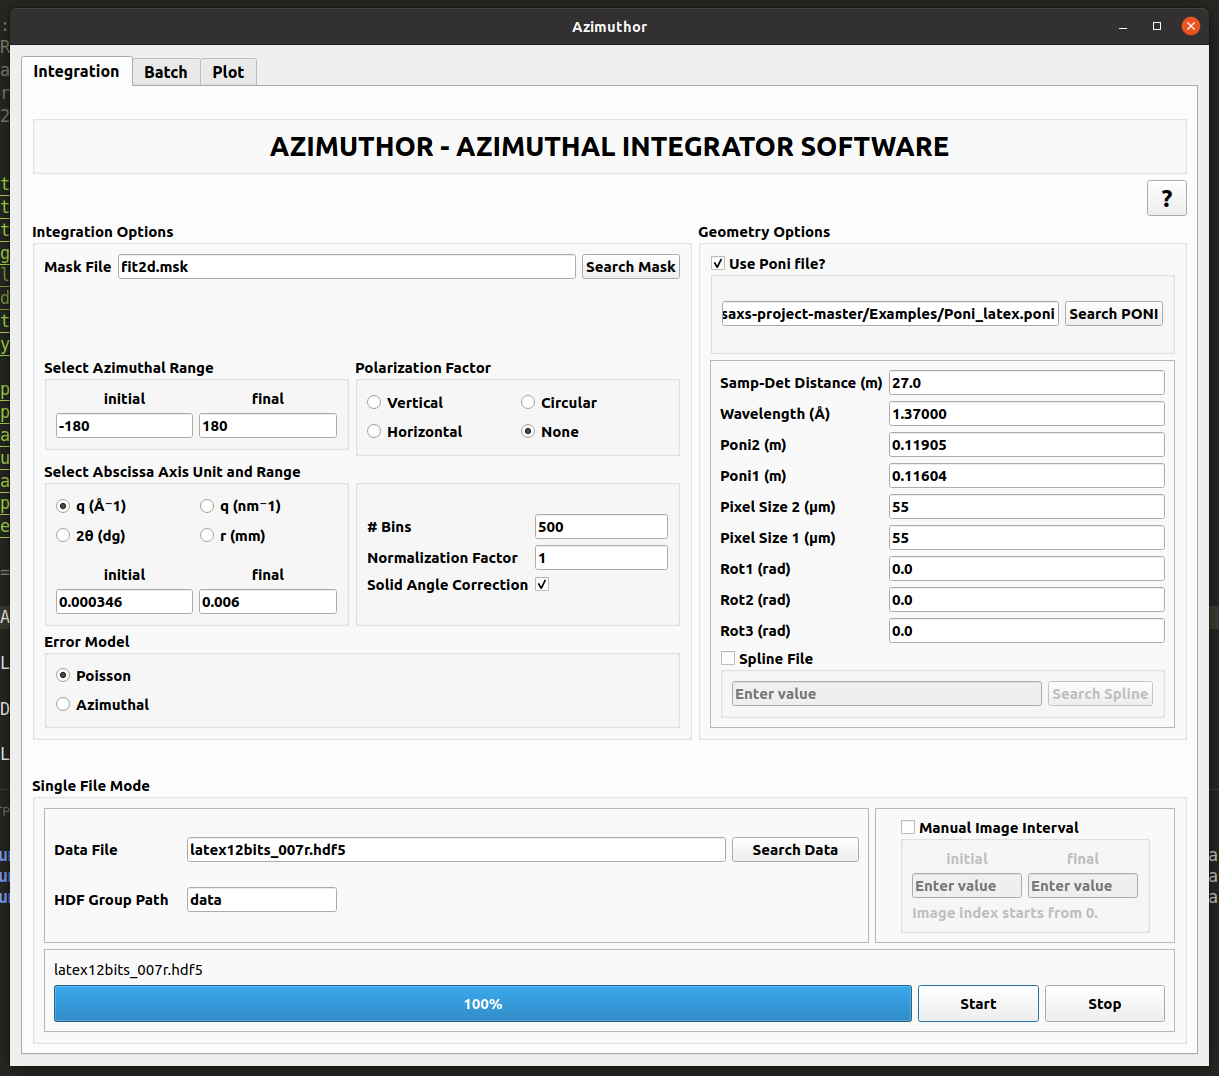 Azimuthor
Integration
Batch
Plot
AZIMUTHOR - AZIMUTHAL INTEGRATOR SOFTWARE
?
Integration Options
Mask File
fit2d.msk
Search Mask
Select Azimuthal Range
initial
final
-180
180
Polarization Factor
Vertical
Circular
Horizontal
None
Select Abscissa Axis Unit and Range
q (Å⁻1)
q (nm⁻1)
2θ (dg)
r (mm)
initial
final
0.000346
0.006
# Bins
500
Normalization Factor
1
Solid Angle Correction
Error Model
Poisson
Azimuthal
Geometry Options
Use Poni file?
saxs-project-master/Examples/Poni_latex.poni
Search PONI
Samp-Det Distance (m)
27.0
Wavelength (Å)
1.37000
Poni2 (m)
0.11905
Poni1 (m)
0.11604
Pixel Size 2 (μm)
55
Pixel Size 1 (μm)
55
Rot1 (rad)
0.0
Rot2 (rad)
0.0
Rot3 (rad)
0.0
Spline File
Enter value
Search Spline
Single File Mode
Data File
latex12bits_007r.hdf5
Search Data
HDF Group Path
data
Manual Image Interval
initial
final
Enter value
Enter value
Image index starts from 0.
latex12bits_007r.hdf5
100%
Start
Stop